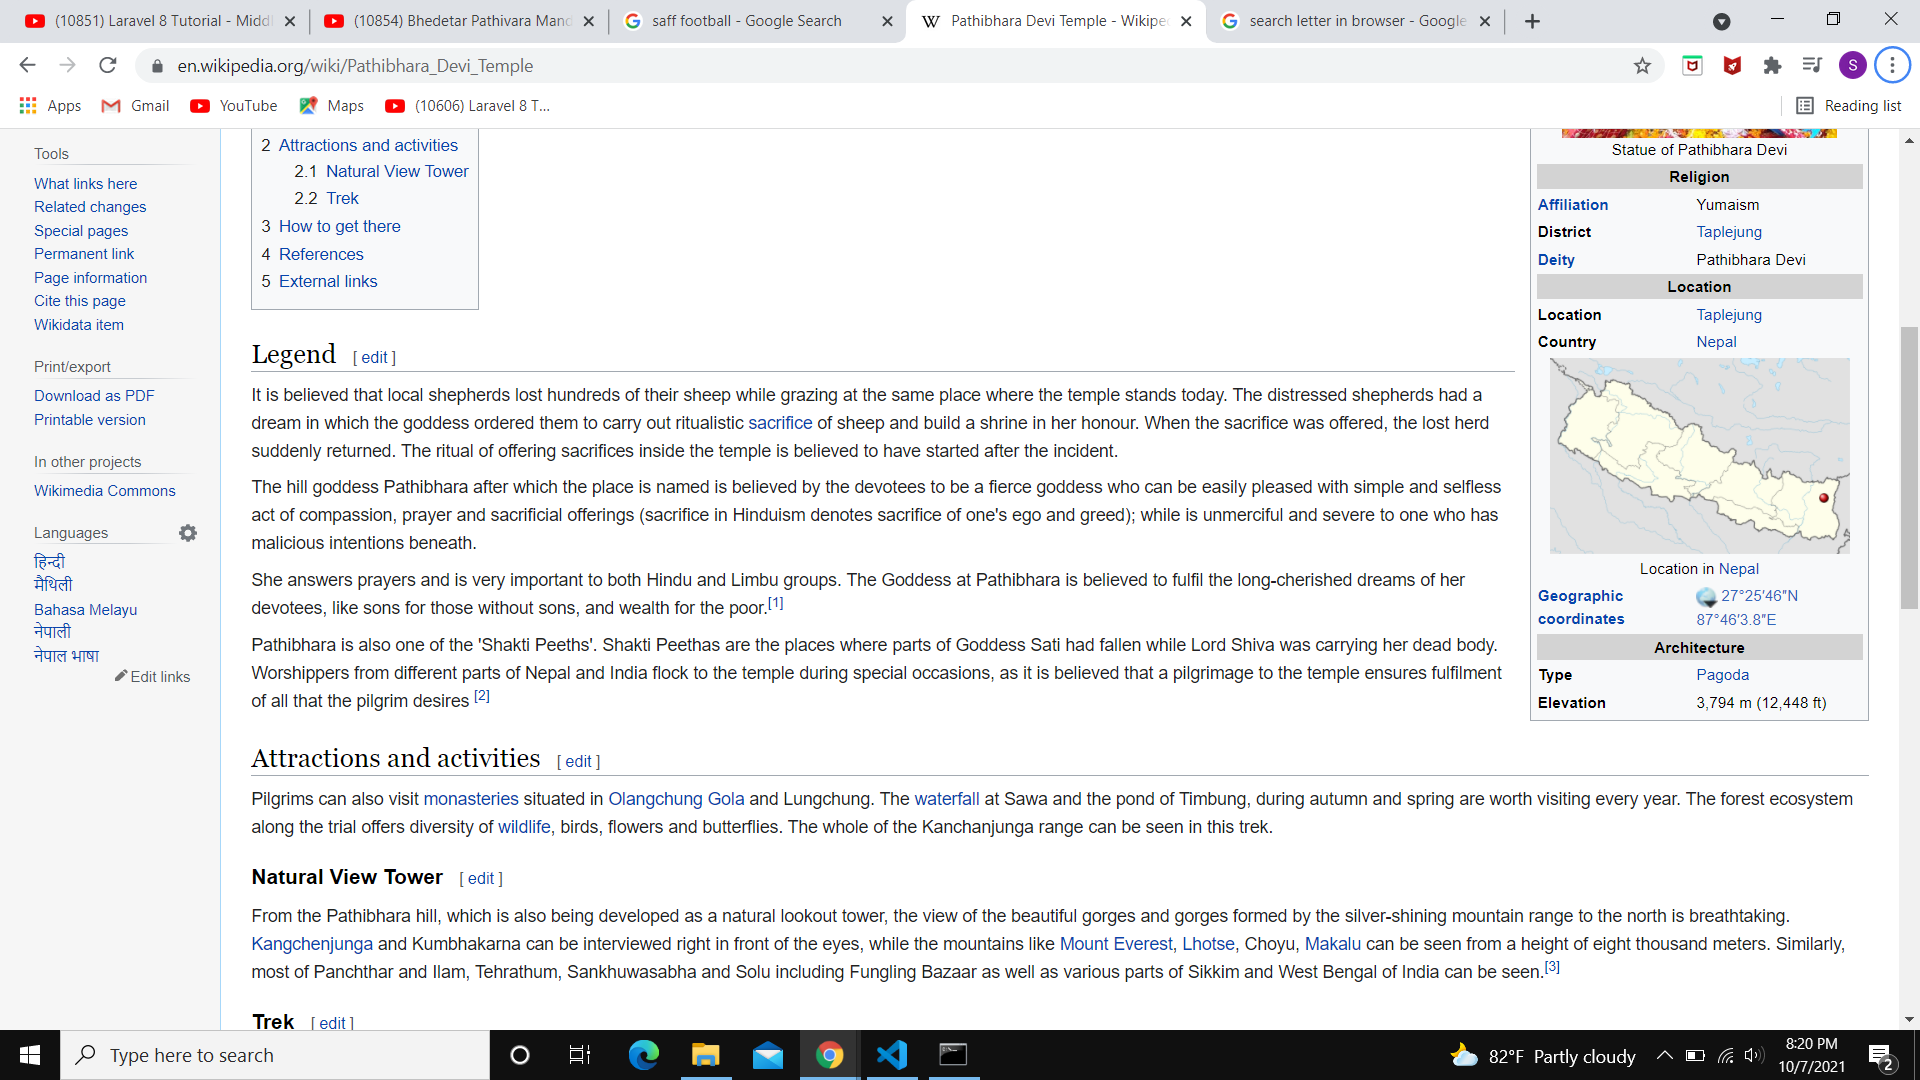 (10851) Laravel 8 Tutorial - Middl
(10854) Bhedetar Pathivara Mand
saff football - Google Search
Pathibhara Devi Temple - Wikipe
search letter in browser - Google
en.wikipedia.org/wiki/Pathibhara_Devi_Temple
S
Apps
Gmail
YouTube
Maps
(10606) Laravel 8 T...
Reading list
Tools
What links here
Related changes
Special pages
Permanent link
Page information
Cite this page
Wikidata item
Print/export
Download as PDF
Printable version
In other projects
Wikimedia Commons
Languages
हिन्दी
मैथिली
Bahasa Melayu
नेपाली
नेपाल भाषा
Edit links
2 Attractions and activities
2.1 Natural View Tower
2.2 Trek
3 How to get there
4 References
5 External links
Legend [ edit ]
It is believed that local shepherds lost hundreds of their sheep while grazing at the same place where the temple stands today. The distressed shepherds had a
dream in which the goddess ordered them to carry out ritualistic sacrifice of sheep and build a shrine in her honour. When the sacrifice was offered, the lost herd
suddenly returned. The ritual of offering sacrifices inside the temple is believed to have started after the incident.
The hill goddess Pathibhara after which the place is named is believed by the devotees to be a fierce goddess who can be easily pleased with simple and selfless
act of compassion, prayer and sacrificial offerings (sacrifice in Hinduism denotes sacrifice of one's ego and greed); while is unmerciful and severe to one who has
malicious intentions beneath.
She answers prayers and is very important to both Hindu and Limbu groups. The Goddess at Pathibhara is believed to fulfil the long-cherished dreams of her
devotees, like sons for those without sons, and wealth for the poor.[1]
Pathibhara is also one of the 'Shakti Peeths'. Shakti Peethas are the places where parts of Goddess Sati had fallen while Lord Shiva was carrying her dead body.
Worshippers from different parts of Nepal and India flock to the temple during special occasions, as it is believed that a pilgrimage to the temple ensures fulfilment
of all that the pilgrim desires [2]
Statue of Pathibhara Devi
Religion
Affiliation Yumaism
District Taplejung
Deity Pathibhara Devi
Location
Location Taplejung
Country Nepal
Location in Nepal
Geographic 27°25′46″N
coordinates 87°46′3.8″E
Architecture
Type Pagoda
Elevation 3,794 m (12,448 ft)
Attractions and activities [ edit ]
Pilgrims can also visit monasteries situated in Olangchung Gola and Lungchung. The waterfall at Sawa and the pond of Timbung, during autumn and spring are worth visiting every year. The forest ecosystem
along the trial offers diversity of wildlife, birds, flowers and butterflies. The whole of the Kanchanjunga range can be seen in this trek.
Natural View Tower [ edit ]
From the Pathibhara hill, which is also being developed as a natural lookout tower, the view of the beautiful gorges and gorges formed by the silver-shining mountain range to the north is breathtaking.
Kangchenjunga and Kumbhakarna can be interviewed right in front of the eyes, while the mountains like Mount Everest, Lhotse, Choyu, Makalu can be seen from a height of eight thousand meters. Similarly,
most of Panchthar and Ilam, Tehrathum, Sankhuwasabha and Solu including Fungling Bazaar as well as various parts of Sikkim and West Bengal of India can be seen.[3]
Trek [ edit ]
Type here to search
82°F Partly cloudy
8:20 PM
10/7/2021
2